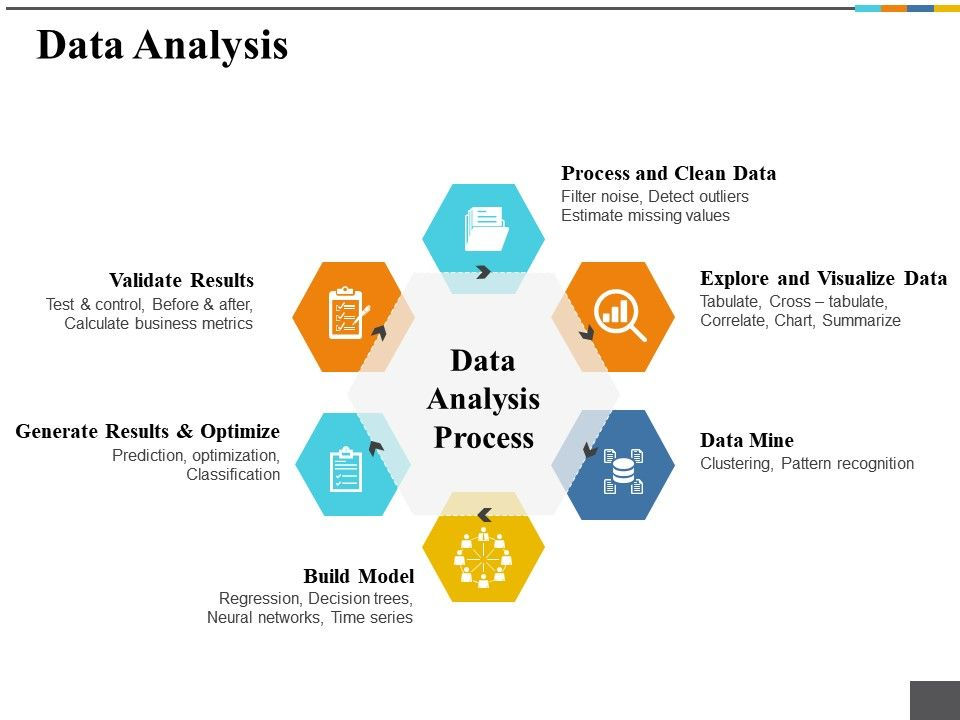 Data Analysis
Process and Clean Data
Filter noise, Detect outliers
Estimate missing values
Explore and Visualize Data
Tabulate, Cross – tabulate,
Correlate, Chart, Summarize
Data Mine
Clustering, Pattern recognition
Build Model
Regression, Decision trees,
Neural networks, Time series
Generate Results & Optimize
Prediction, optimization,
Classification
Validate Results
Test & control, Before & after,
Calculate business metrics
Data
Analysis
Process